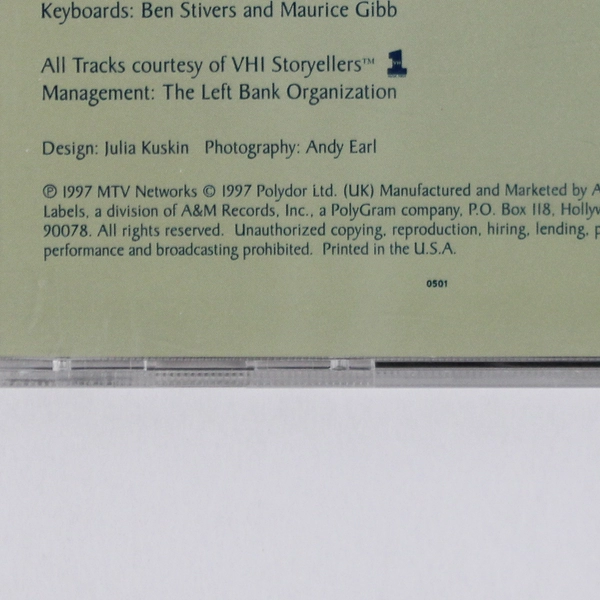 Keyboards: Ben Stivers and Maurice Gibb
All Tracks courtesy of VH1 Storyellers™
Management: The Left Bank Organization
Design: Julia Kuskin Photography: Andy Earl
℗ 1997 MTV Networks © 1997 Polydor Ltd. (UK) Manufactured and Marketed by A
Labels, a division of A&M Records, Inc., a PolyGram company, P.O. Box 118, Hollyw
90078. All rights reserved. Unauthorized copying, reproduction, hiring, lending, p
performance and broadcasting prohibited. Printed in the U.S.A.
0501